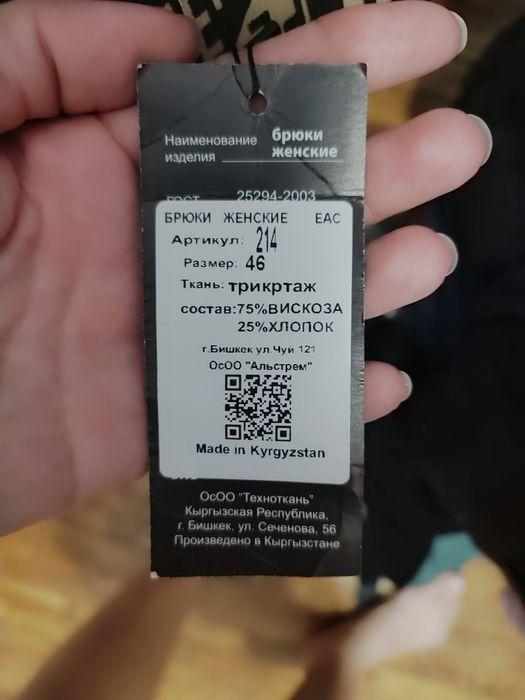 Наименование брюки
изделия женские
ГОСТ 25294-2003
БРЮКИ ЖЕНСКИЕ ЕАС
Артикул: 214
Размер: 46
Ткань: трикртаж
состав:75%ВИСКОЗА
25%ХЛОПОК
г.Бишкек ул.Чуй 121
ОсОО "Альстрем"
Made in Kyrgyzstan
ОсОО "Техноткань"
Кыргызская Республика,
г. Бишкек, ул. Сеченова, 56
Произведено в Кыргызстане